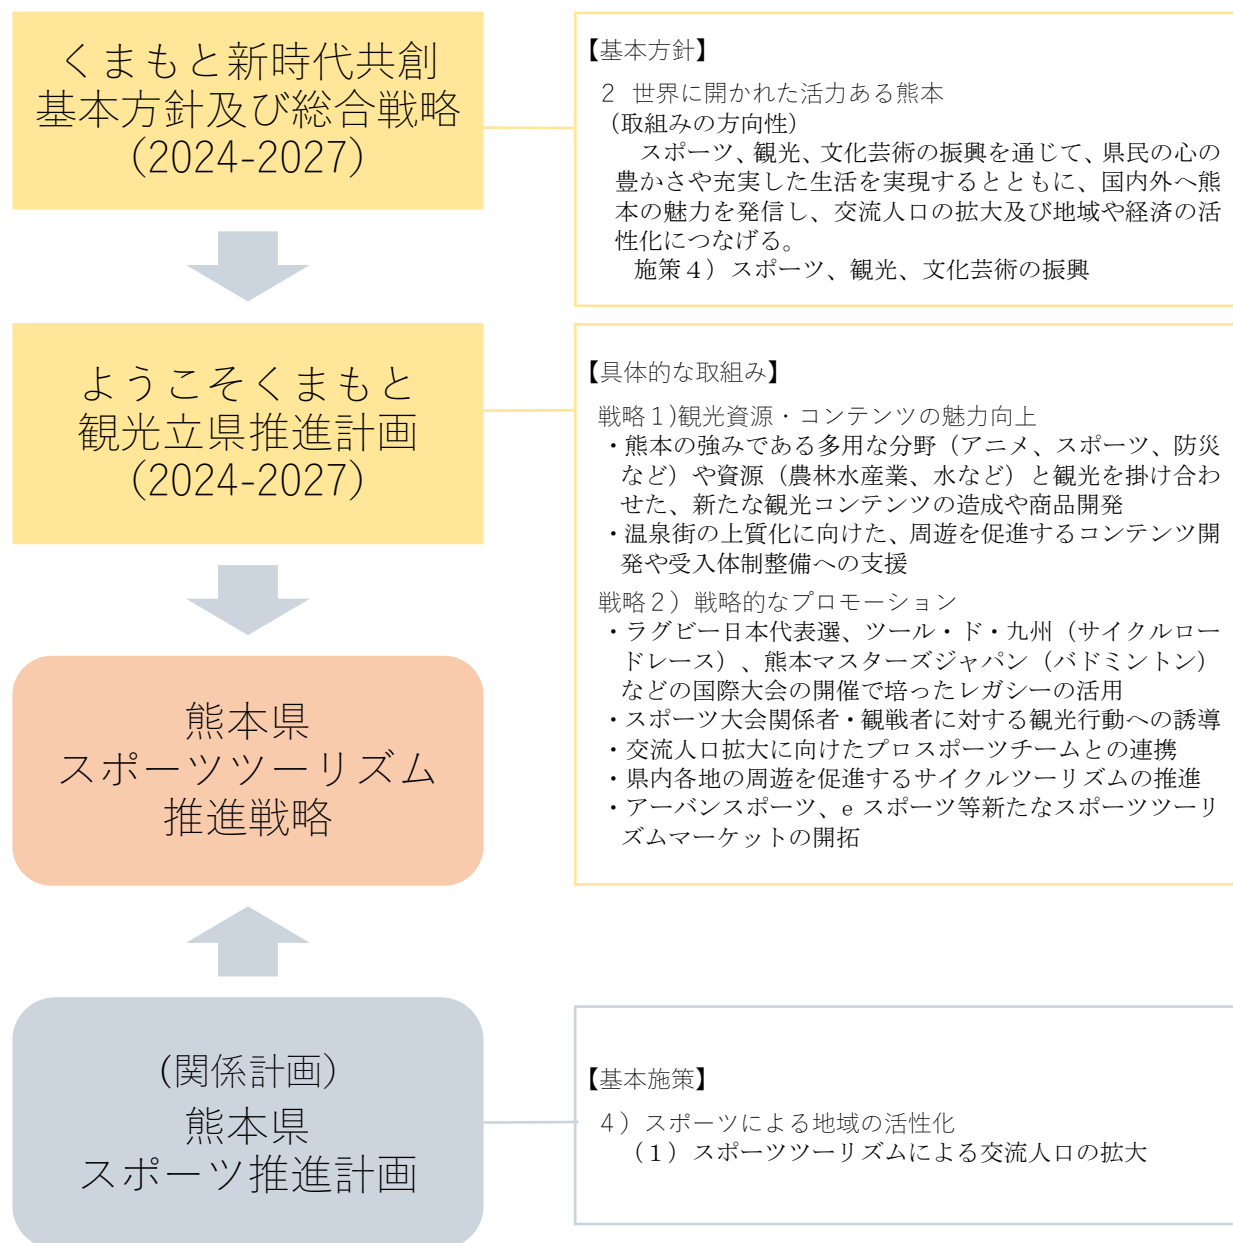 くまもと新時代共創
基本方針及び総合戦略
(2024-2027)
【基本方針】
２ 世界に開かれた活力ある熊本
（取組みの方向性）
スポーツ、観光、文化芸術の振興を通じて、県民の心の
豊かさや充実した生活を実現するとともに、国内外へ熊
本の魅力を発信し、交流人口の拡大及び地域や経済の活
性化につなげる。
施策４）スポーツ、観光、文化芸術の振興
ようこそくまもと
観光立県推進計画
(2024-2027)
【具体的な取組み】
戦略１)観光資源・コンテンツの魅力向上
・熊本の強みである多用な分野（アニメ、スポーツ、防災
など）や資源（農林水産業、水など）と観光を掛け合わ
せた、新たな観光コンテンツの造成や商品開発
・温泉街の上質化に向けた、周遊を促進するコンテンツ開
発や受入体制整備への支援
戦略２）戦略的なプロモーション
・ラグビー日本代表選、ツール・ド・九州（サイクルロー
ドレース）、熊本マスターズジャパン（バドミントン）
などの国際大会の開催で培ったレガシーの活用
・スポーツ大会関係者・観戦者に対する観光行動への誘導
・交流人口拡大に向けたプロスポーツチームとの連携
・県内各地の周遊を促進するサイクルツーリズムの推進
・アーバンスポーツ、e スポーツ等新たなスポーツツーリ
ズムマーケットの開拓
熊本県
スポーツツーリズム
推進戦略
(関係計画)
熊本県
スポーツ推進計画
【基本施策】
４）スポーツによる地域の活性化
（１）スポーツツーリズムによる交流人口の拡大